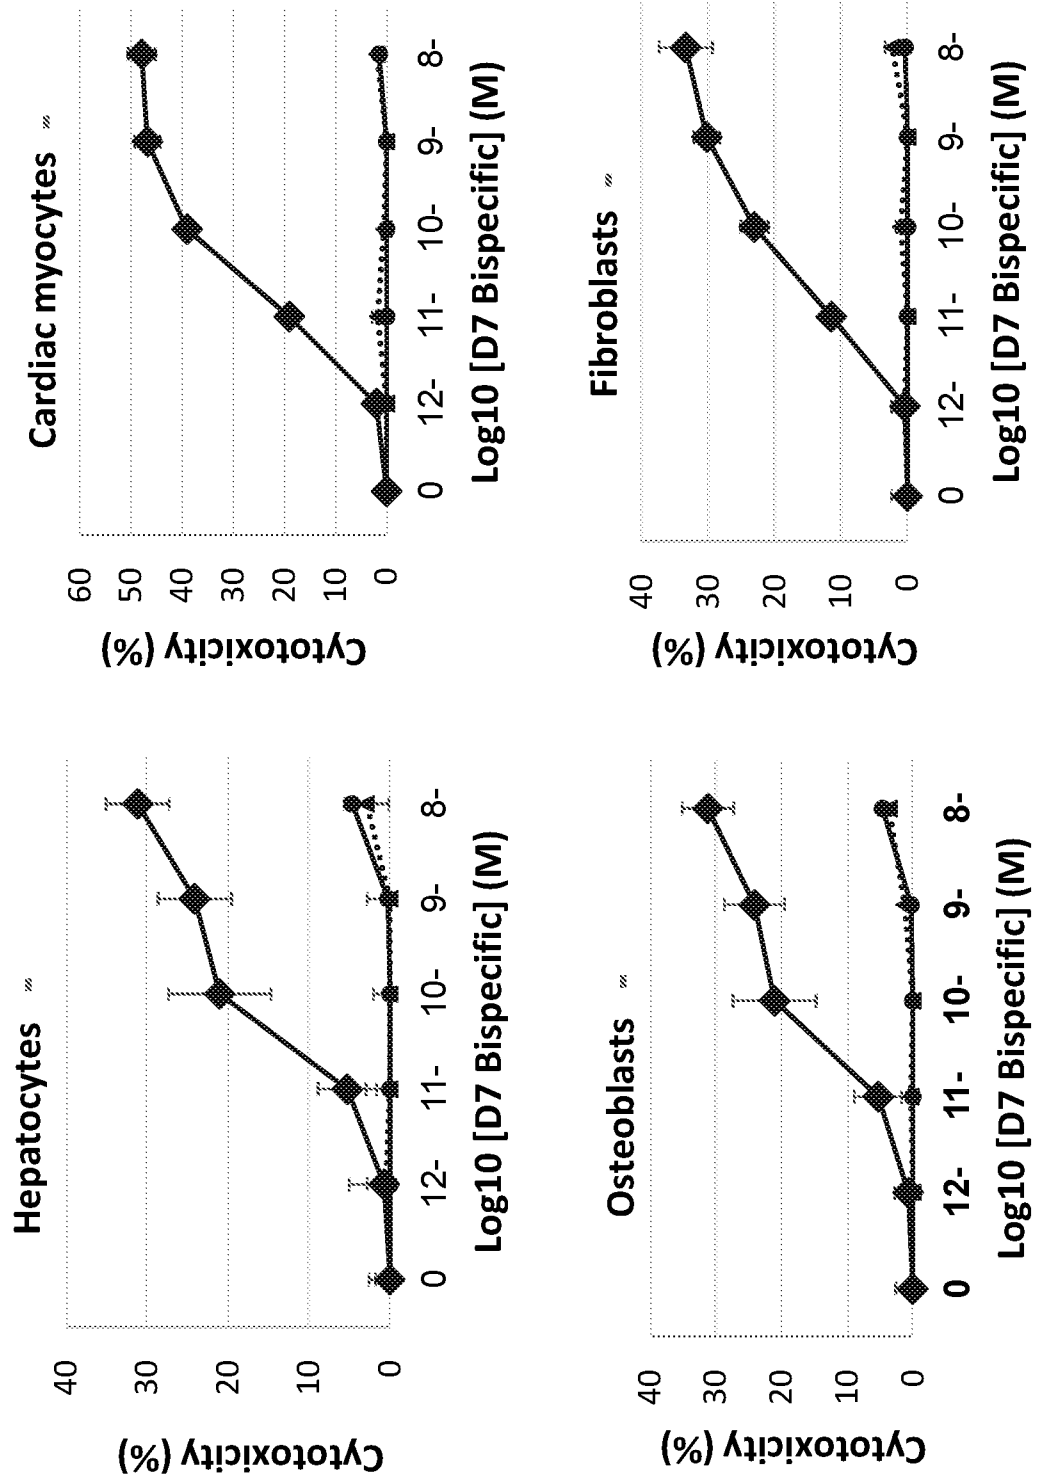 Hepatocytes
Cytotoxicity (%)
40
30
20
10
0
0 12- 11- 10- 9- 8-
Log10 [D7 Bispecific] (M)
Cardiac myocytes
Cytotoxicity (%)
60
50
40
30
20
10
0
0 12- 11- 10- 9- 8-
Log10 [D7 Bispecific] (M)
Osteoblasts
Cytotoxicity (%)
40
30
20
10
0
0 12- 11- 10- 9- 8-
Log10 [D7 Bispecific] (M)
Fibroblasts
Cytotoxicity (%)
40
30
20
10
0
0 12- 11- 10- 9- 8-
Log10 [D7 Bispecific] (M)